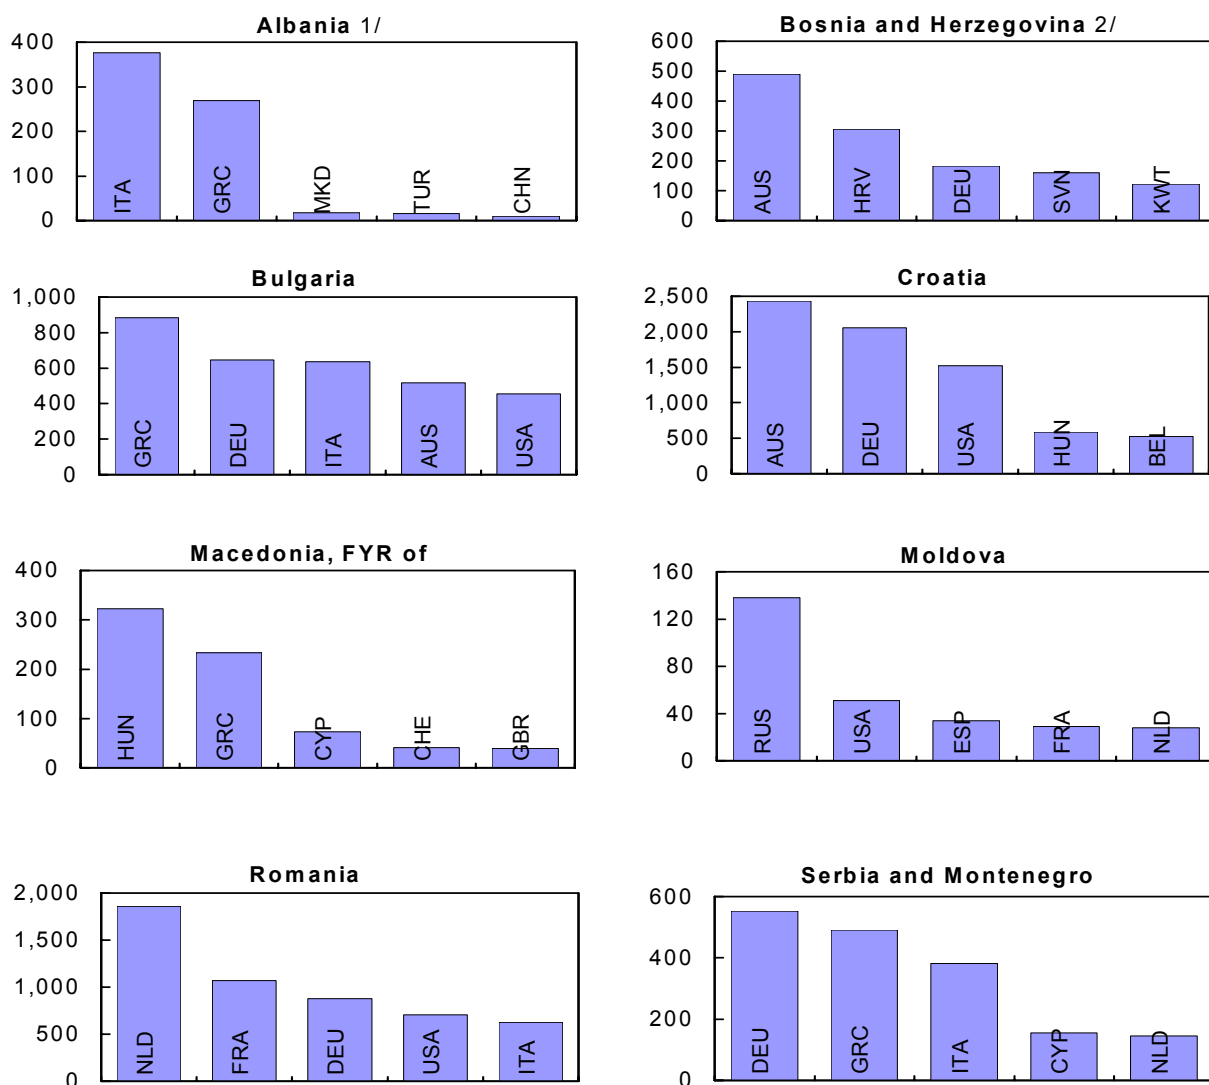 Albania 1/
400
300
200
100
0
ITA GRC MKD TUR CHN
Bosnia and Herzegovina 2/
600
500
400
300
200
100
0
AUS HRV DEU SVN KWT
Bulgaria
1,000
800
600
400
200
0
GRC DEU ITA AUS USA
Croatia
2,500
2,000
1,500
1,000
500
0
AUS DEU USA HUN BEL
Macedonia, FYR of
400
300
200
100
0
HUN GRC CYP CHE GBR
Moldova
160
120
80
40
0
RUS USA ESP FRA NLD
Romania
2,000
1,500
1,000
500
0
NLD FRA DEU USA ITA
Serbia and Montenegro
600
400
200
0
DEU GRC ITA CYP NLD